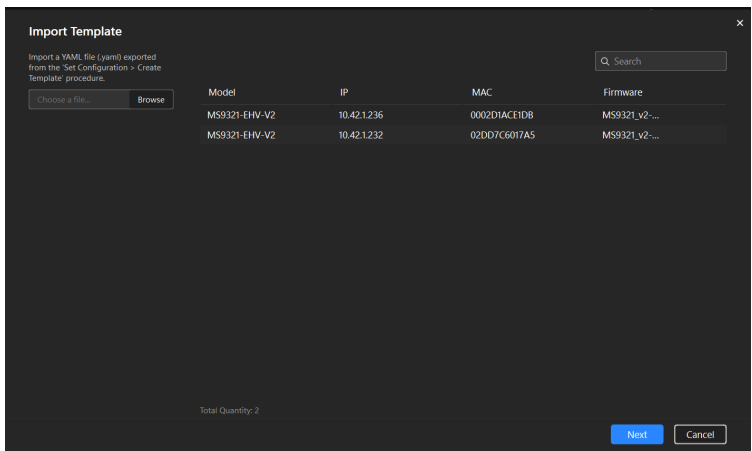 Import Template
Import a YAML file (.yaml) exported
from the 'Set Configuration > Create
Template' procedure.
Choose a file...
Browse
Search
Model IP MAC Firmware
MS9321-EHV-V2 10.42.1.236 0002D1ACE1DB MS9321_v2-...
MS9321-EHV-V2 10.42.1.232 02DD7C6017A5 MS9321_v2-...
Total Quantity: 2
Next Cancel